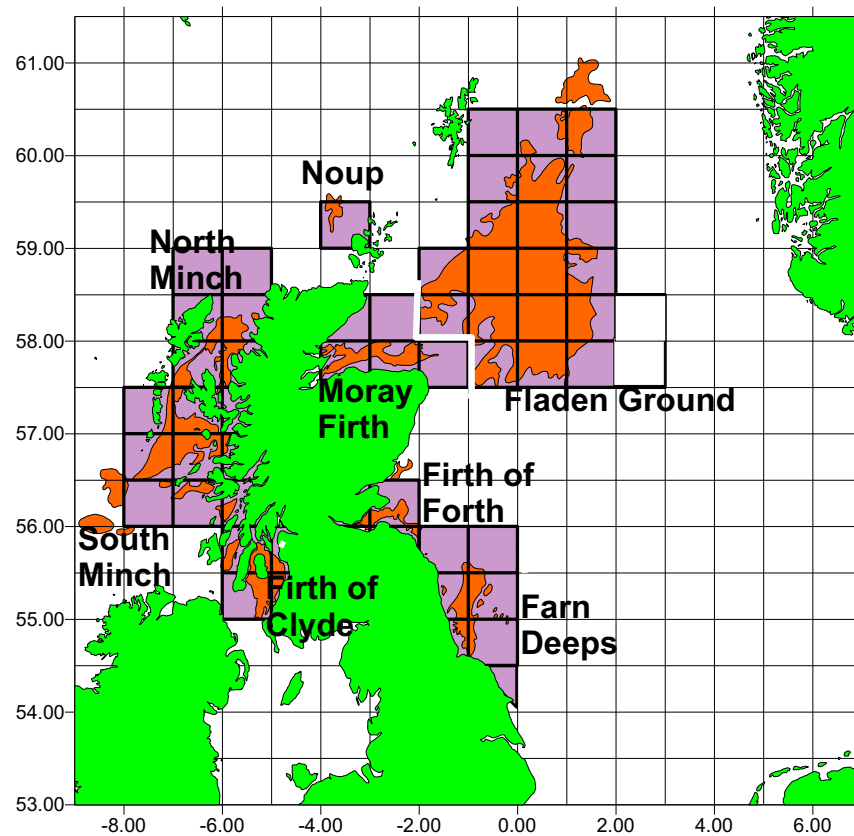 61.00
60.00
Noup
59.00
North
Minch
58.00
Moray
Firth
Fladen Ground
57.00
Firth of
Forth
56.00
South
Minch
Firth of
Clyde
Farn
Deeps
55.00
54.00
53.00
-8.00 -6.00 -4.00 -2.00 0.00 2.00 4.00 6.00